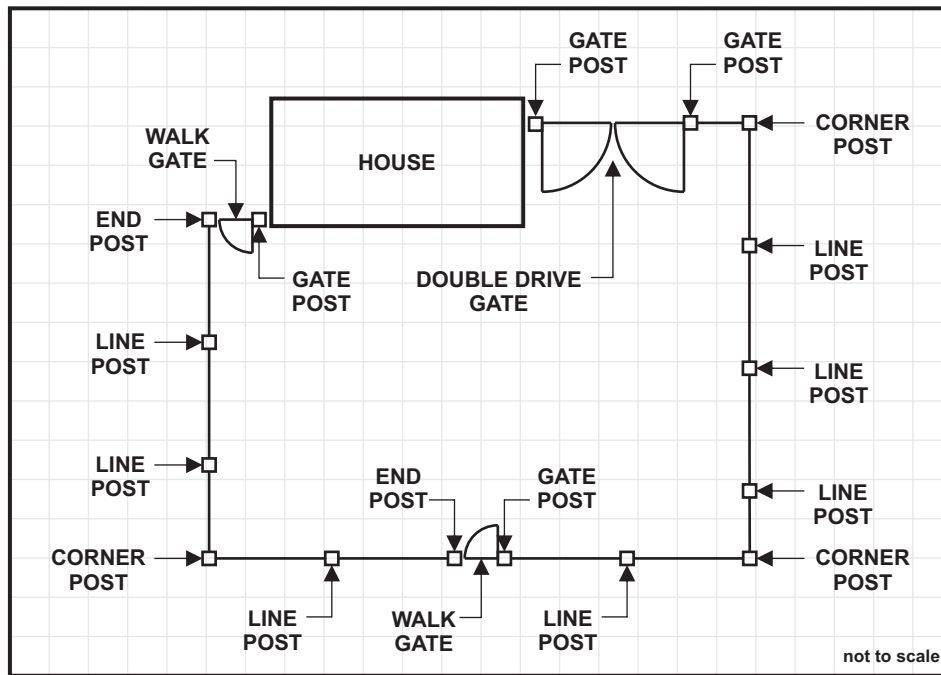 GATE
POST
GATE
POST
CORNER
POST
WALK
GATE
HOUSE
END
POST
GATE
POST
DOUBLE DRIVE
GATE
LINE
POST
LINE
POST
LINE
POST
LINE
POST
END
POST
GATE
POST
LINE
POST
CORNER
POST
CORNER
POST
LINE
POST
WALK
GATE
LINE
POST
not to scale